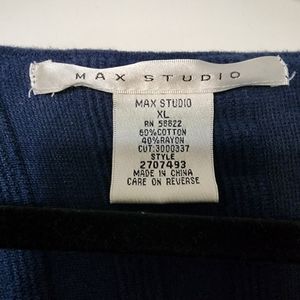 MAX STUDIO
MAX STUDIO
XL
RN 58822
60%COTTON
40%RAYON
CUT:3000337
STYLE
2707493
MADE IN CHINA
CARE ON REVERSE